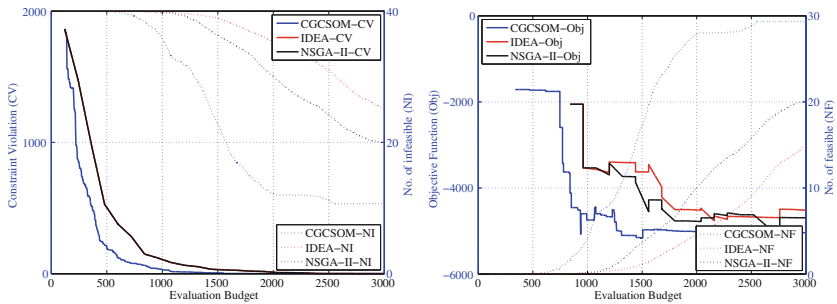 2000
1000
0
Constraint Violation (CV)
0 500 1000 1500 2000 2500 3000
Evaluation Budget
40
20
0
No. of infeasible (NI)
CGCSOM−CV
IDEA−CV
NSGA−II−CV
CGCSOM−NI
IDEA−NI
NSGA−II−NI
0
−2000
−4000
−6000
Objective Function (Obj)
0 500 1000 1500 2000 2500 3000
Evaluation Budget
30
20
10
0
No. of feasible (NF)
CGCSOM−Obj
IDEA−Obj
NSGA−II−Obj
CGCSOM−NF
IDEA−NF
NSGA−II−NF